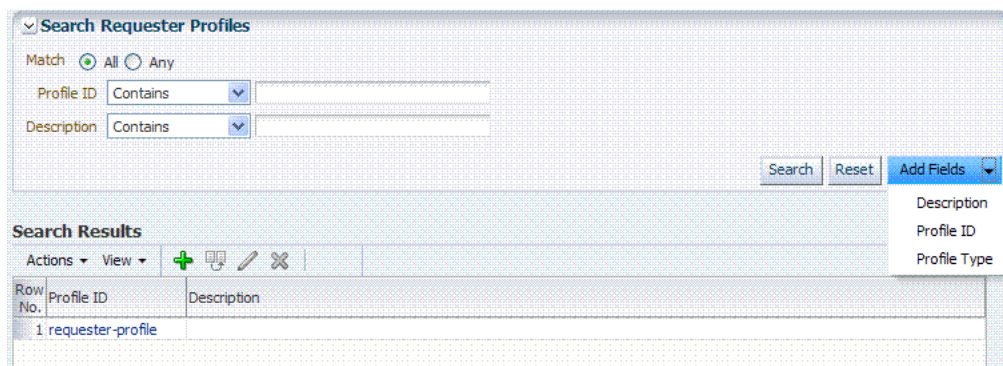 Search Requester Profiles
Match All Any
Profile ID Contains
Description Contains
Search Reset Add Fields
Description
Profile ID
Profile Type
Search Results
Actions View
Row No. Profile ID Description
1 requester-profile